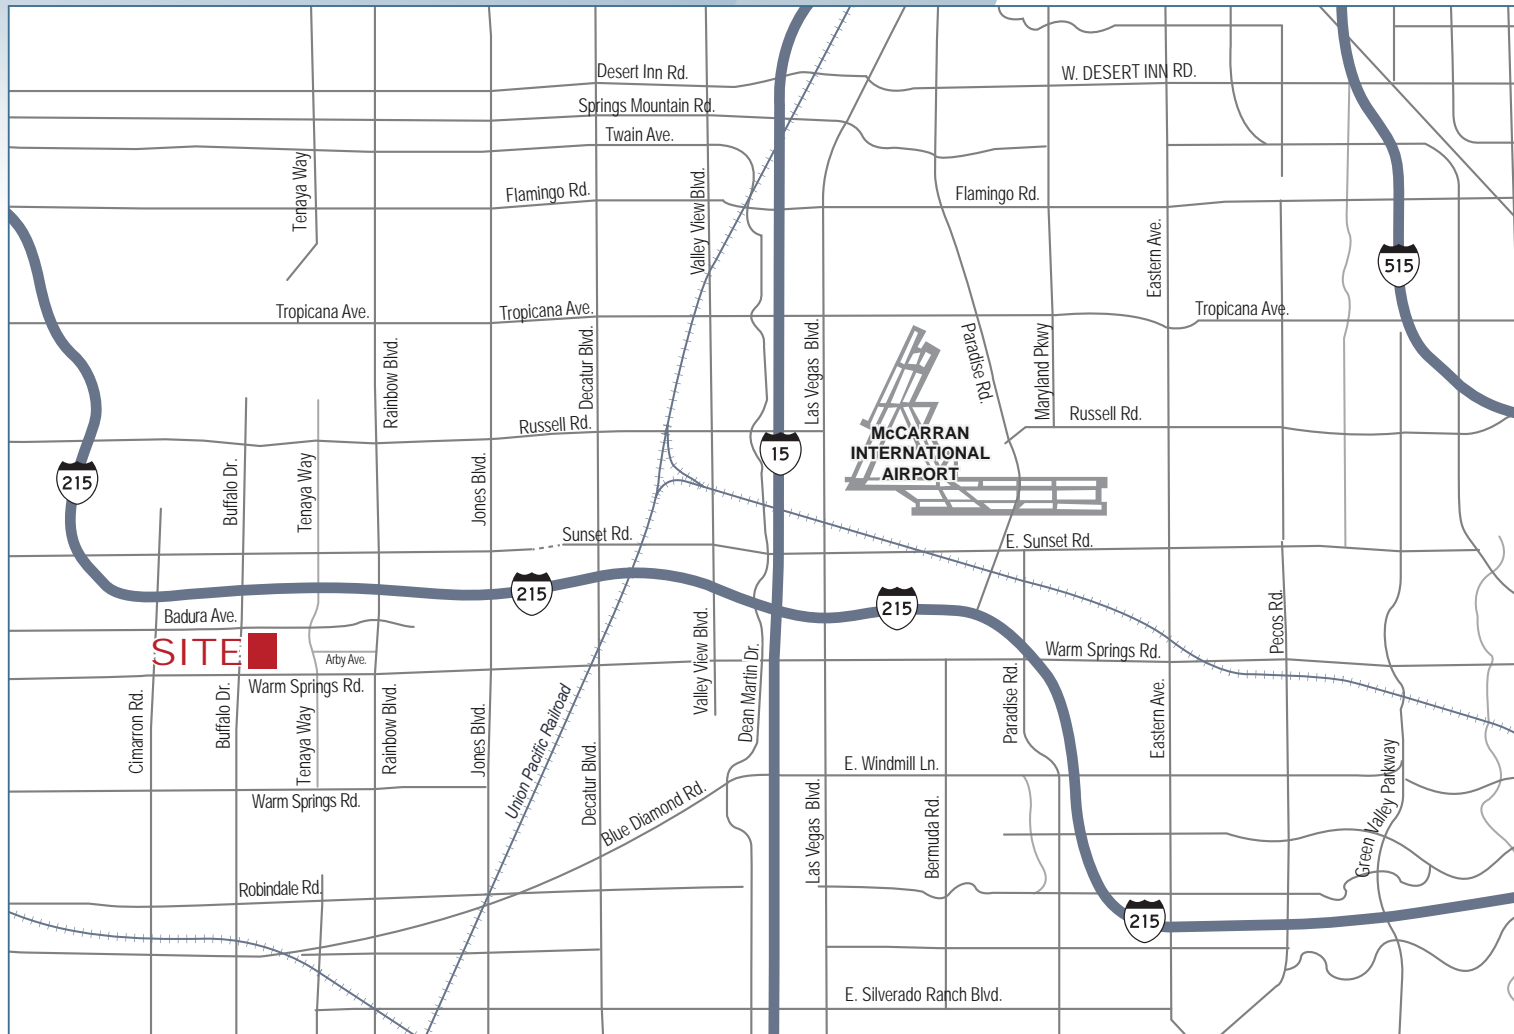 Desert Inn Rd.
W. DESERT INN RD.
Springs Mountain Rd.
Twain Ave.
Tenaya Way
Valley View Blvd.
Flamingo Rd.
Flamingo Rd.
Eastern Ave.
515
Tropicana Ave.
Tropicana Ave.
Tropicana Ave.
Rainbow Blvd.
Decatur Blvd.
Las Vegas Blvd.
Paradise Rd.
Maryland Pkwy
Russell Rd.
Russell Rd.
McCARRAN
INTERNATIONAL
AIRPORT
15
215
Buffalo Dr.
Tenaya Way
Jones Blvd.
Sunset Rd.
E. Sunset Rd.
215
215
Badura Ave.
SITE
Arby Ave.
Warm Springs Rd.
Warm Springs Rd.
Pecos Rd.
Valley View Blvd.
Dean Martin Dr.
Paradise Rd.
Eastern Ave.
Cimarron Rd.
Buffalo Dr.
Tenaya Way
Rainbow Blvd.
Jones Blvd.
Union Pacific Railroad
Decatur Blvd.
Blue Diamond Rd.
E. Windmill Ln.
Warm Springs Rd.
Las Vegas Blvd.
Bermuda Rd.
Green Valley Parkway
Robindale Rd.
215
E. Silverado Ranch Blvd.